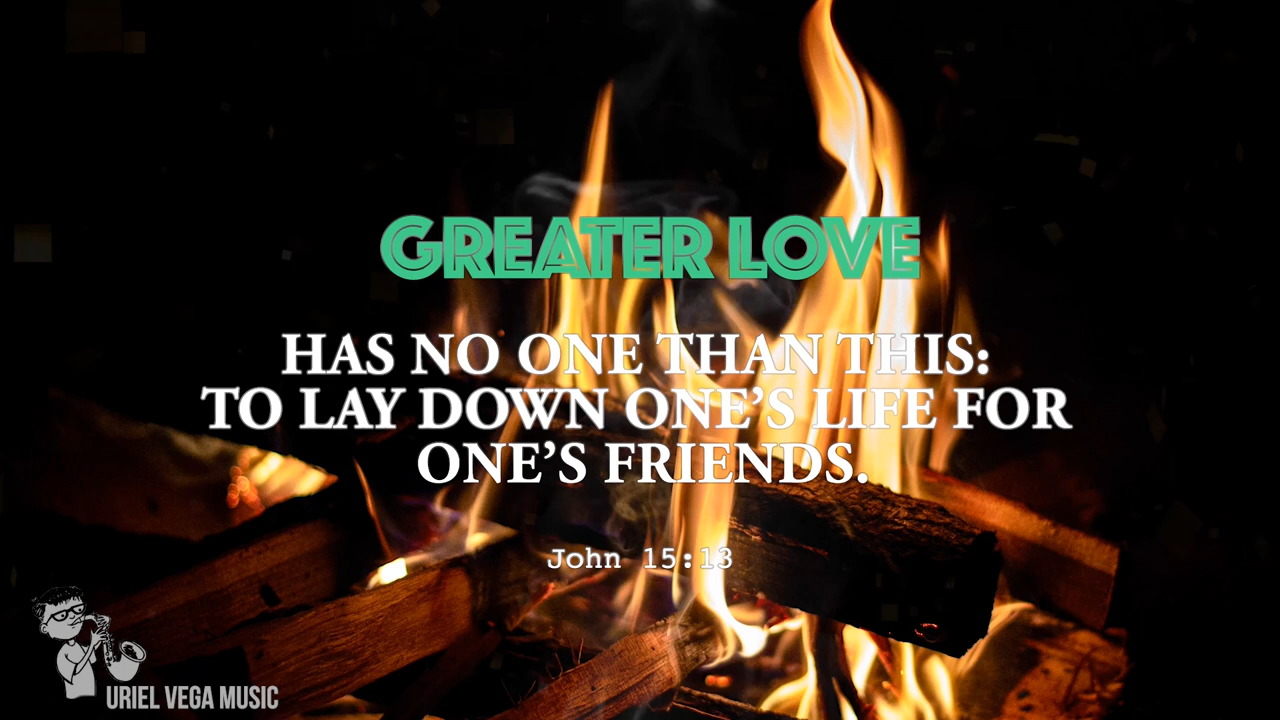 GREATER LOVE
HAS NO ONE THAN THIS:
TO LAY DOWN ONE’S LIFE FOR
ONE’S FRIENDS.
John 15:13
URIEL VEGA MUSIC